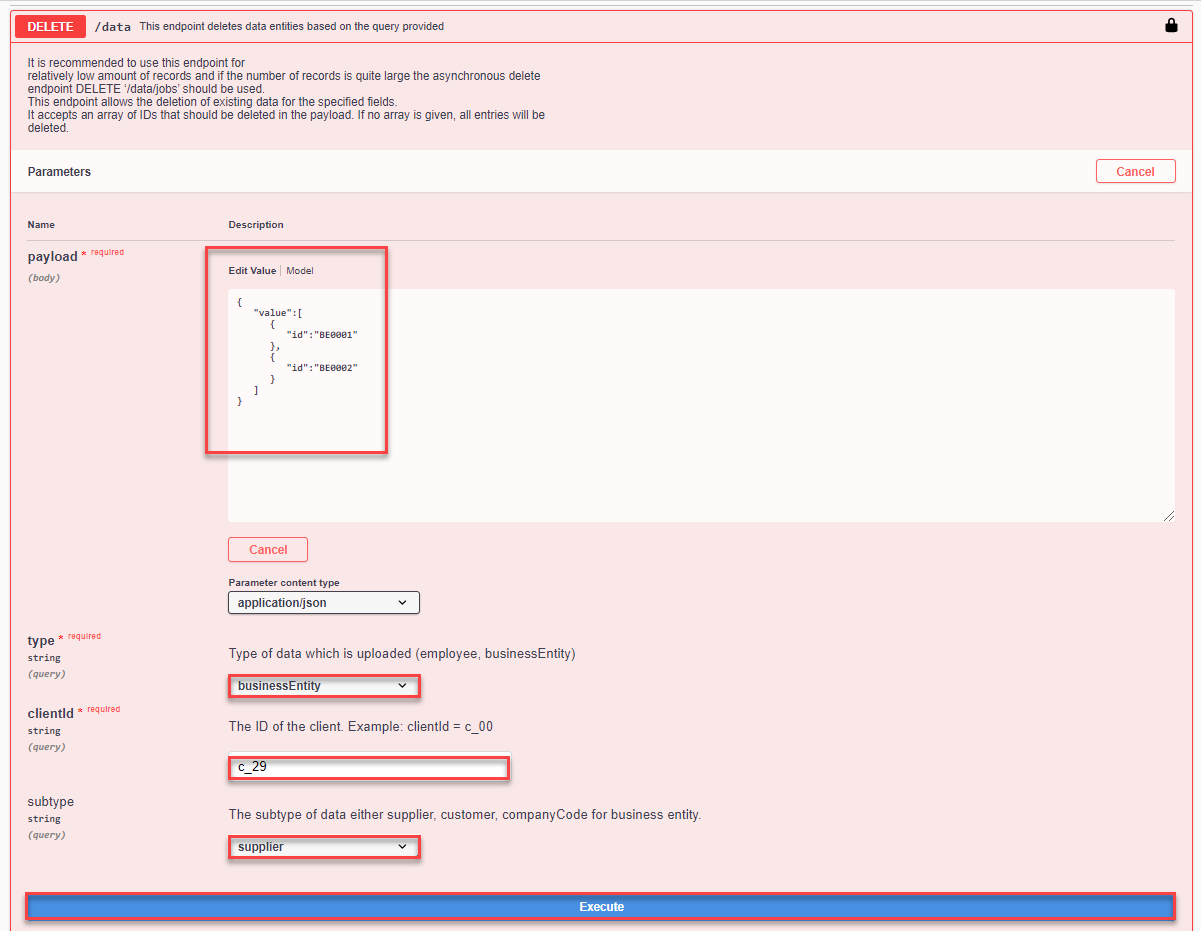 DELETE /data This endpoint deletes data entities based on the query provided
It is recommended to use this endpoint for
relatively low amount of records and if the number of records is quite large the asynchronous delete
endpoint DELETE '/data/jobs' should be used.
This endpoint allows the deletion of existing data for the specified fields.
It accepts an array of IDs that should be deleted in the payload. If no array is given, all entries will be
deleted.
Parameters Cancel
Name Description
payload * required
(body)
Edit Value | Model
{
"value":[
{
"id":"BE0001"
},
{
"id":"BE0002"
}
]
}
Cancel
Parameter content type
application/json
type * required
string
(query)
Type of data which is uploaded (employee, businessEntity)
businessEntity
clientId * required
string
(query)
The ID of the client. Example: clientId = c_00
c_29
subtype
string
(query)
The subtype of data either supplier, customer, companyCode for business entity.
supplier
Execute